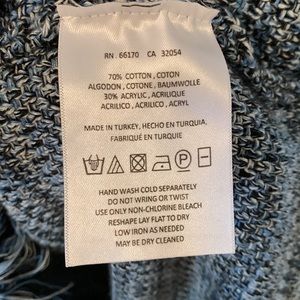 RN 66170 CA 32054
70% COTTON , COTON
ALGODON , COTONE , BAUMWOLLE
30% ACRYLIC , ACRILIQUE
ACRILICO , ACRILICO , ACRYL
MADE IN TURKEY, HECHO EN TURQUIA,
FABRIQUE EN TURQUIE
P
HAND WASH COLD SEPARATELY
DO NOT WRING OR TWIST
USE ONLY NON-CHLORINE BLEACH
RESHAPE LAY FLAT TO DRY
LOW IRON AS NEEDED
MAY BE DRY CLEANED